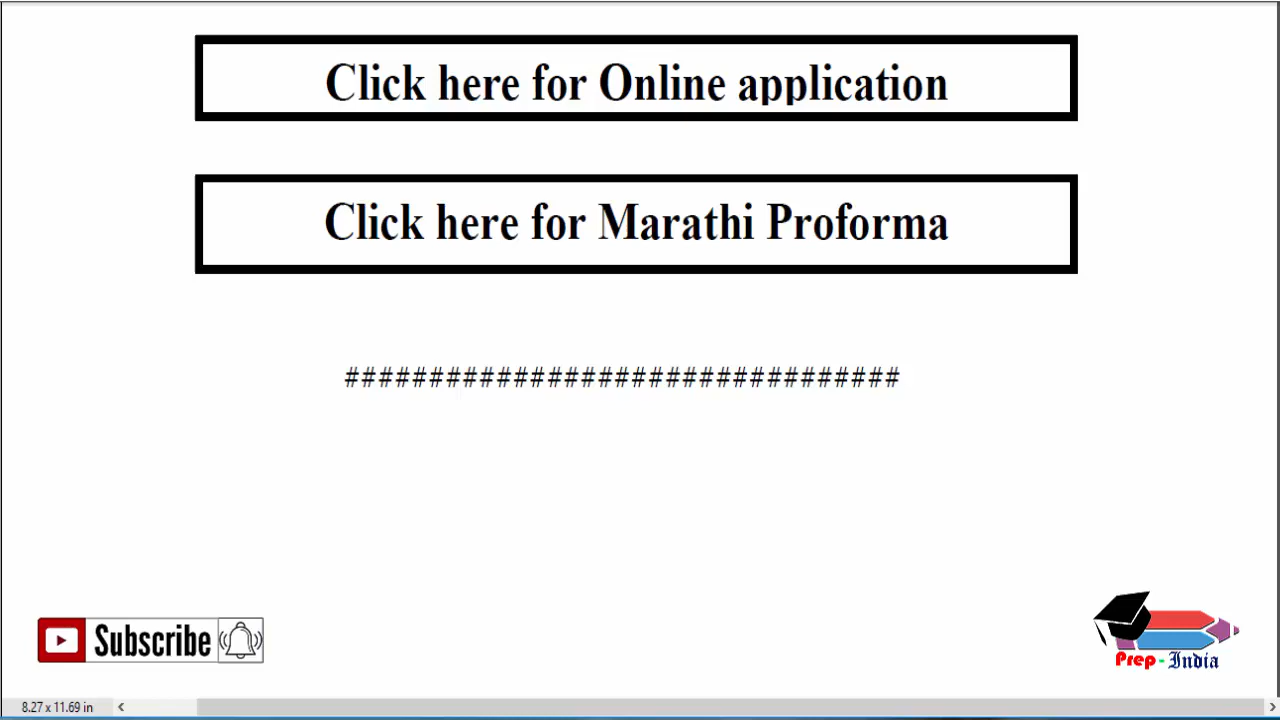 Click here for Online application
Click here for Marathi Proforma
#################################
Subscribe
Prep - India
8.27 x 11.69 in